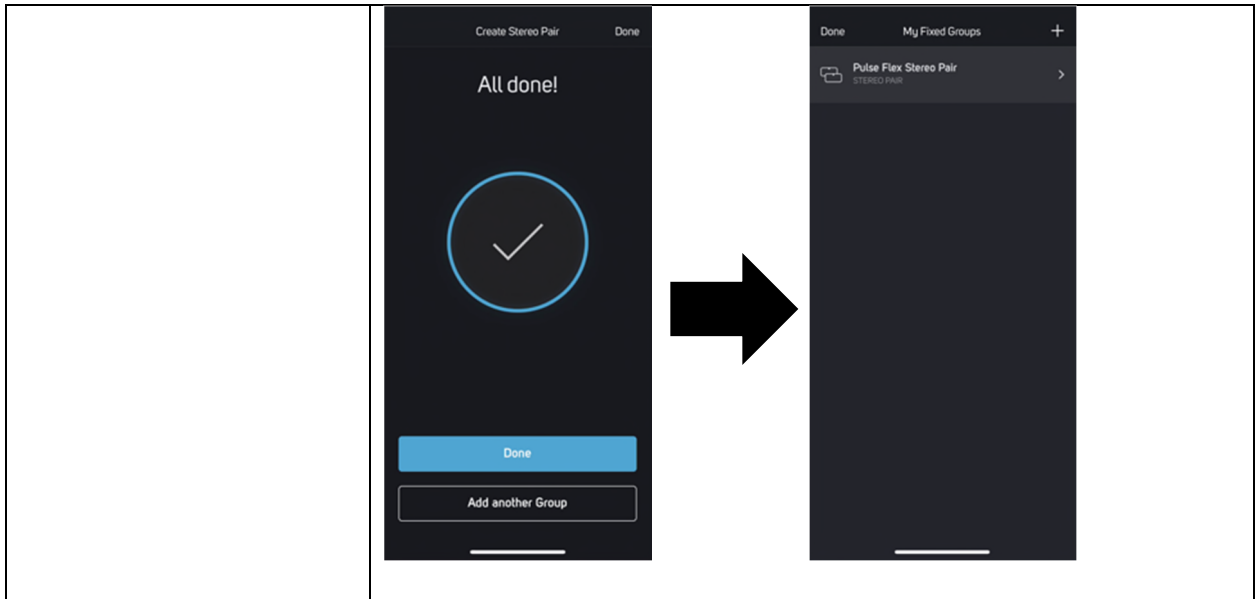 Create Stereo Pair Done
All done!
Done
Add another Group
Done My Fixed Groups +
Pulse Flex Stereo Pair
STEREO PAIR